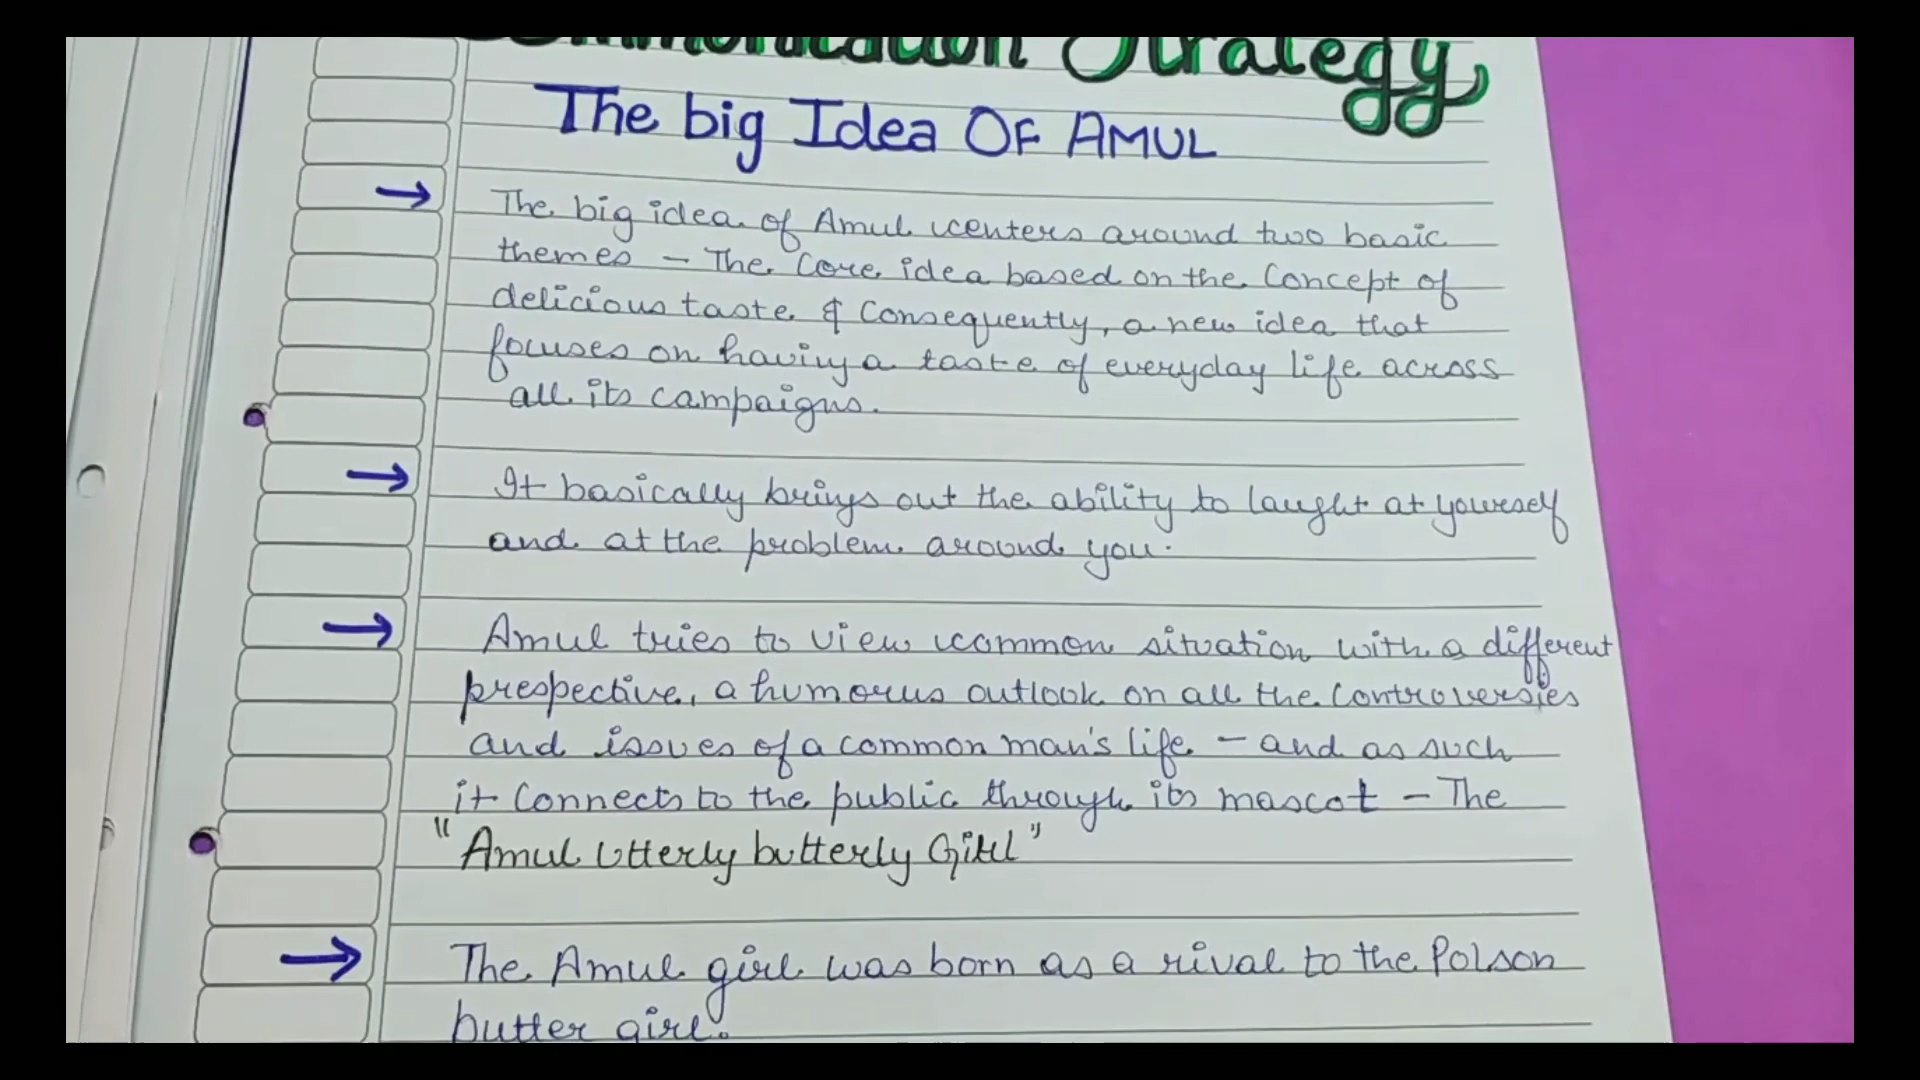 Communication Strategy
The big Idea OF AMUL
→ The big idea of Amul centers around two basic
themes - The Core idea based on the Concept of
delicious taste & Consequently, a new idea that
focuses on having a taste of everyday life across
all its campaigns.
→ It basically brings out the ability to laught at yourself
and at the problem around you.
→ Amul tries to view common situation with a different
prespective, a humorus outlook on all the controversies
and issues of a common man's life - and as such
it connects to the public through its mascot - The
"Amul Utterly butterly Girl"
→ The Amul girl was born as a rival to the Polson
butter girl.